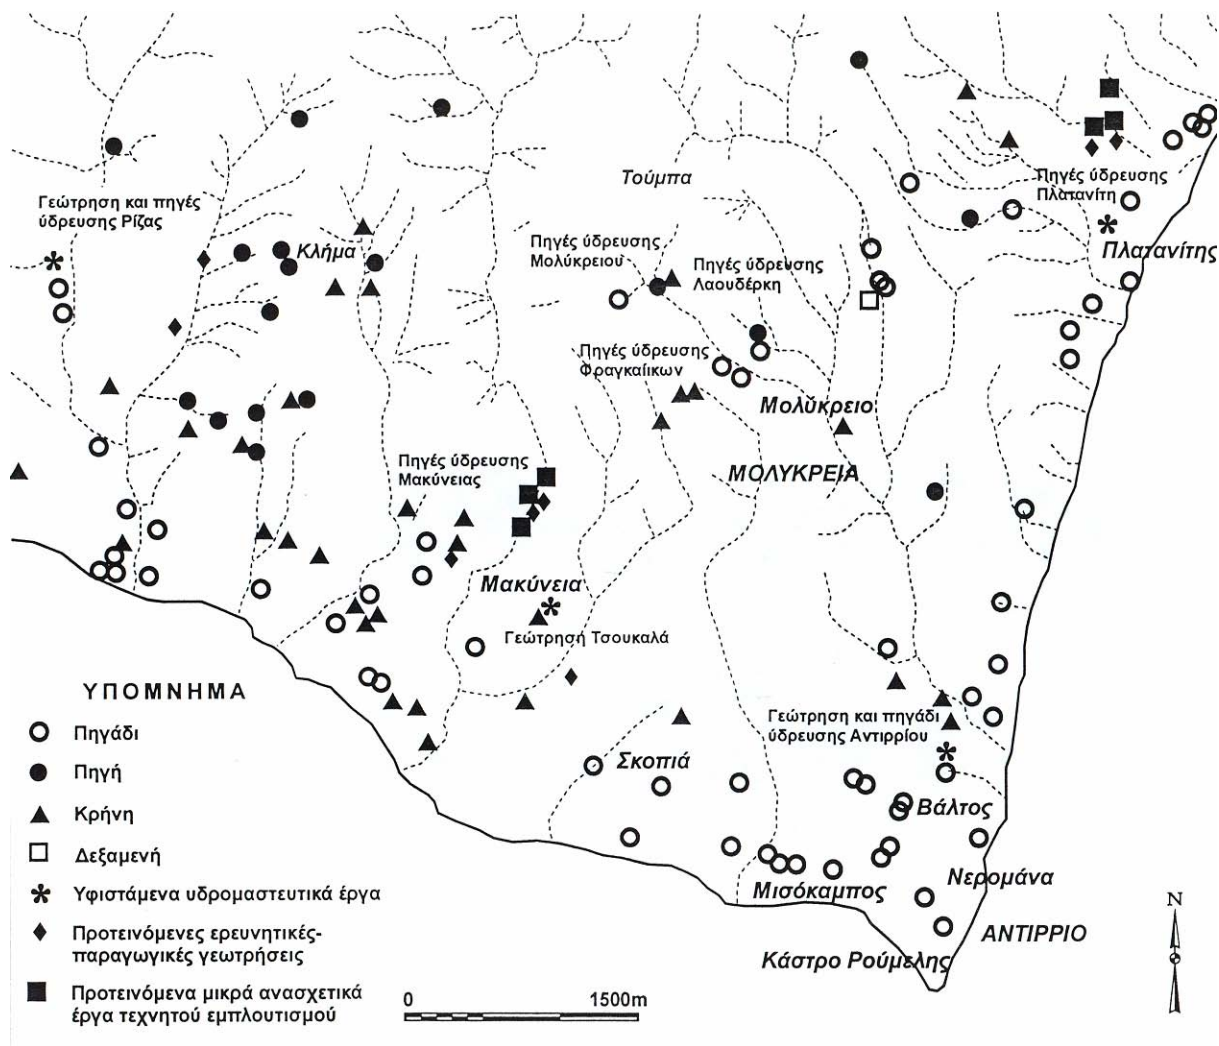 Τούμπα
Πηγές ύδρευσης
Πλατανίτη
Γεώτρηση και πηγές
ύδρευσης Ρίζας
Κλήμα
Πηγές ύδρευσης
Μολύκρειου
Πηγές ύδρευσης
Λαουδέρκη
Πλατανίτης
Πηγές ύδρευσης
Φραγκαίικων
Μολύκρειο
Πηγές ύδρευσης
Μακύνειας
ΜΟΛΥΚΡΕΙΑ
Μακύνεια
Γεώτρηση Τσουκαλά
Γεώτρηση και πηγάδι
ύδρευσης Αντιρρίου
Σκοπιά
Βάλτος
Μισόκαμπος
Νερομάνα
ΑΝΤΙΡΡΙΟ
Κάστρο Ρούμελης
ΥΠΟΜΝΗΜΑ
Πηγάδι
Πηγή
Κρήνη
Δεξαμενή
Υφιστάμενα υδρομαστευτικά έργα
Προτεινόμενες ερευνητικές-
παραγωγικές γεωτρήσεις
Προτεινόμενα μικρά ανασχετικά
έργα τεχνητού εμπλουτισμού
0 1500m
N